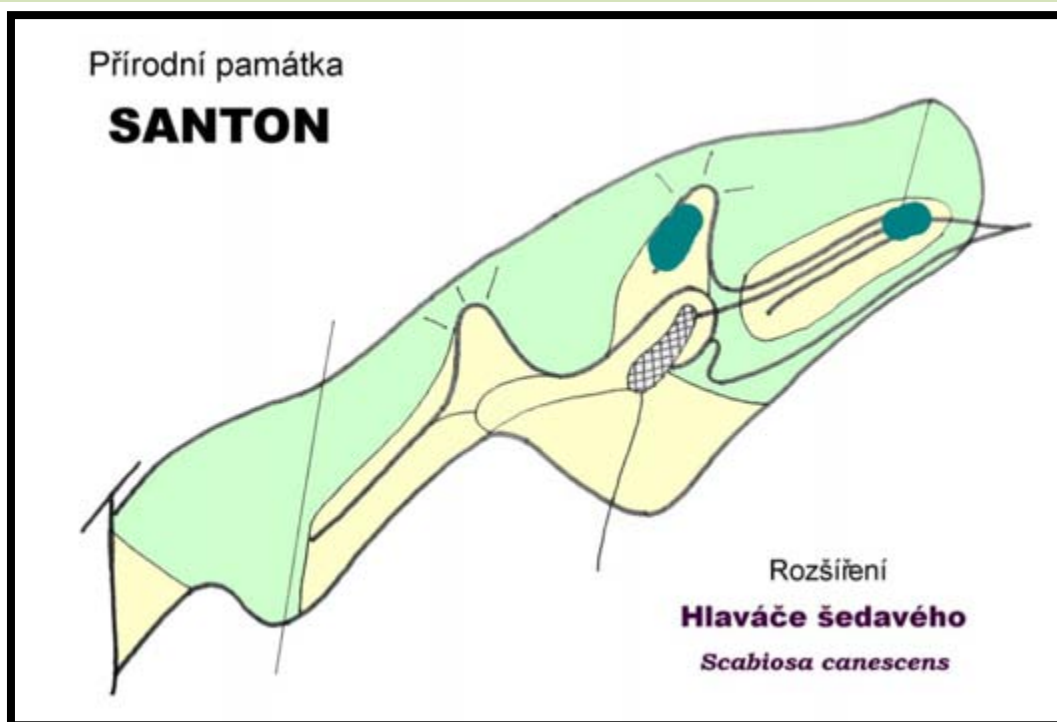 Přírodní památka
SANTON
Rozšíření
Hlaváče šedavého
Scabiosa canescens